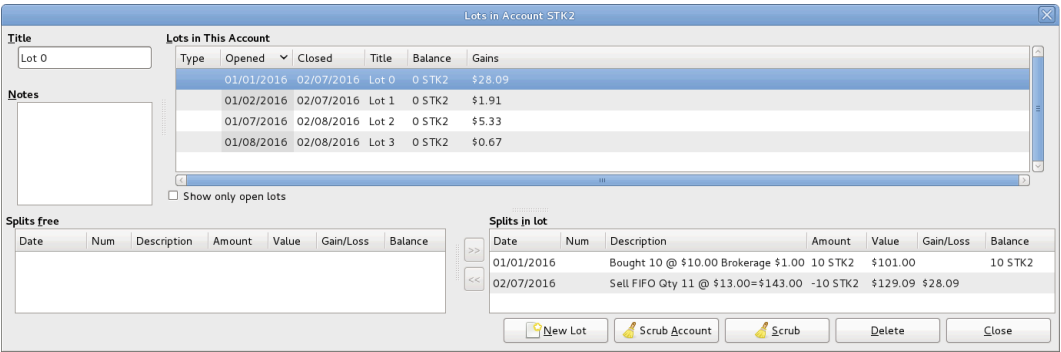 Lots in Account STK2
Title
Lot 0
Notes
Lots in This Account
Type Opened Closed Title Balance Gains
01/01/2016 02/07/2016 Lot 0 0 STK2 $28.09
01/02/2016 02/07/2016 Lot 1 0 STK2 $1.91
01/07/2016 02/08/2016 Lot 2 0 STK2 $5.33
01/08/2016 02/08/2016 Lot 3 0 STK2 $0.67
Show only open lots
Splits free
Date Num Description Amount Value Gain/Loss Balance
>>
<<
Splits in lot
Date Num Description Amount Value Gain/Loss Balance
01/01/2016 Bought 10 @ $10.00 Brokerage $1.00 10 STK2 $101.00 10 STK2
02/07/2016 Sell FIFO Qty 11 @ $13.00=$143.00 -10 STK2 $129.09 $28.09
New Lot Scrub Account Scrub Delete Close